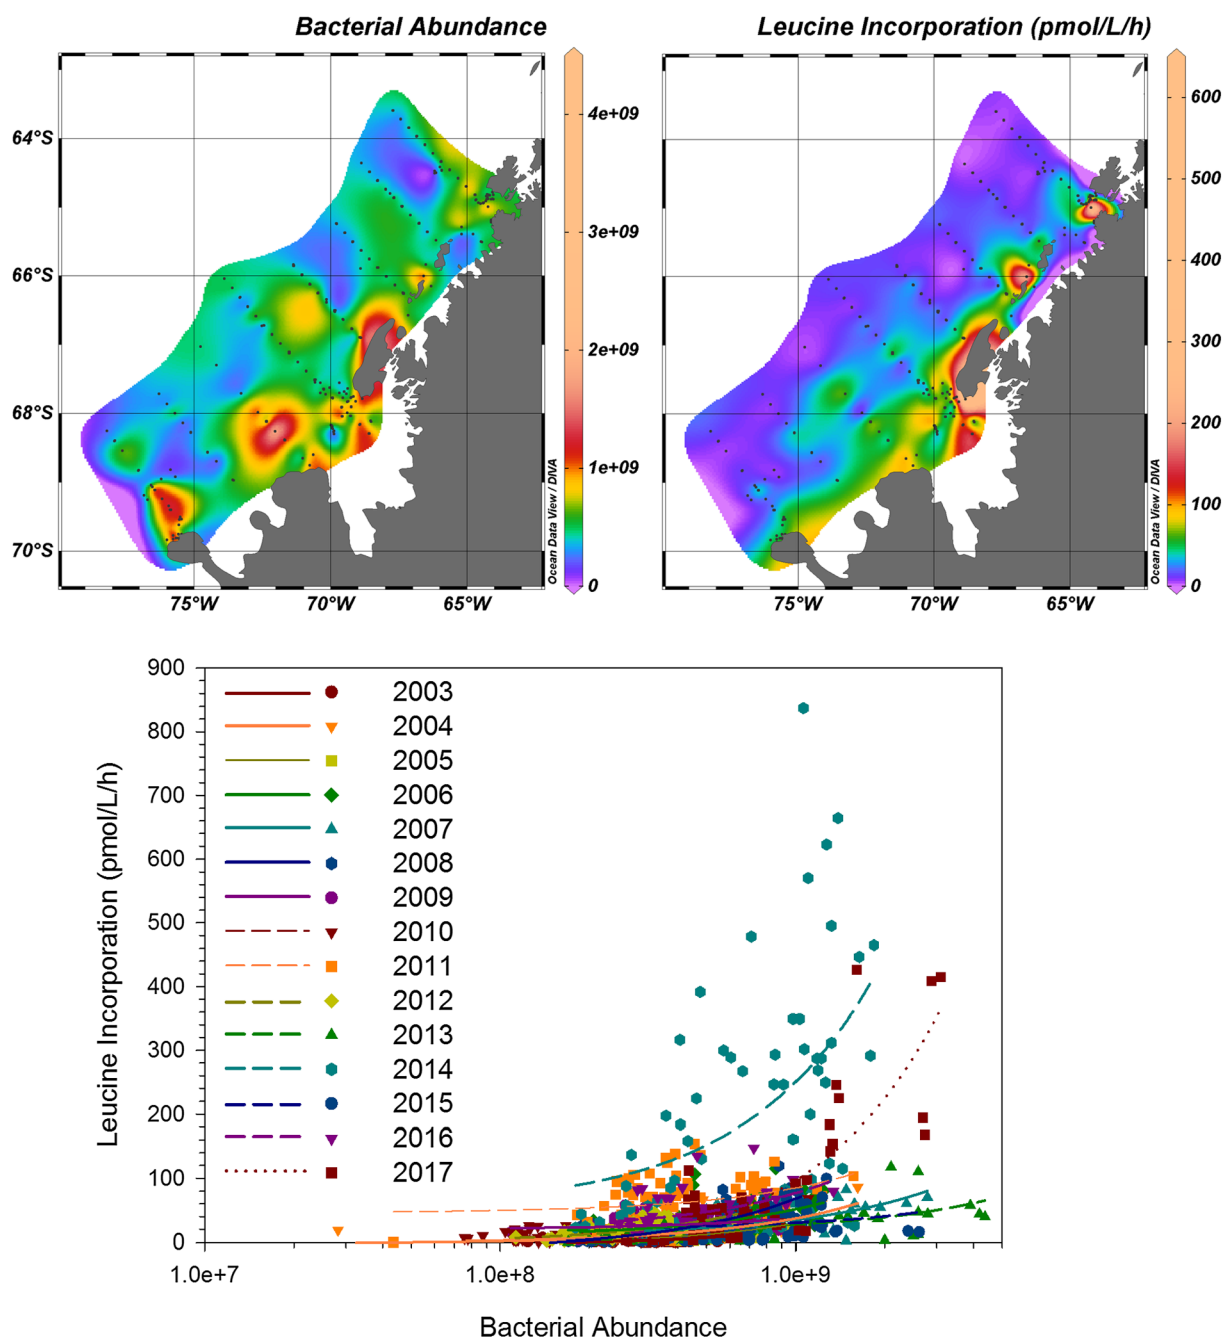 Bacterial Abundance
Leucine Incorporation (pmol/L/h)
64°S
66°S
68°S
70°S
75°W
70°W
65°W
4e+09
3e+09
2e+09
1e+09
0
Ocean Data View / DIVA
75°W
70°W
65°W
600
500
400
300
200
100
0
Ocean Data View / DIVA
Leucine Incorporation (pmol/L/h)
900
800
700
600
500
400
300
200
100
0
2003
2004
2005
2006
2007
2008
2009
2010
2011
2012
2013
2014
2015
2016
2017
1.0e+7
1.0e+8
1.0e+9
Bacterial Abundance